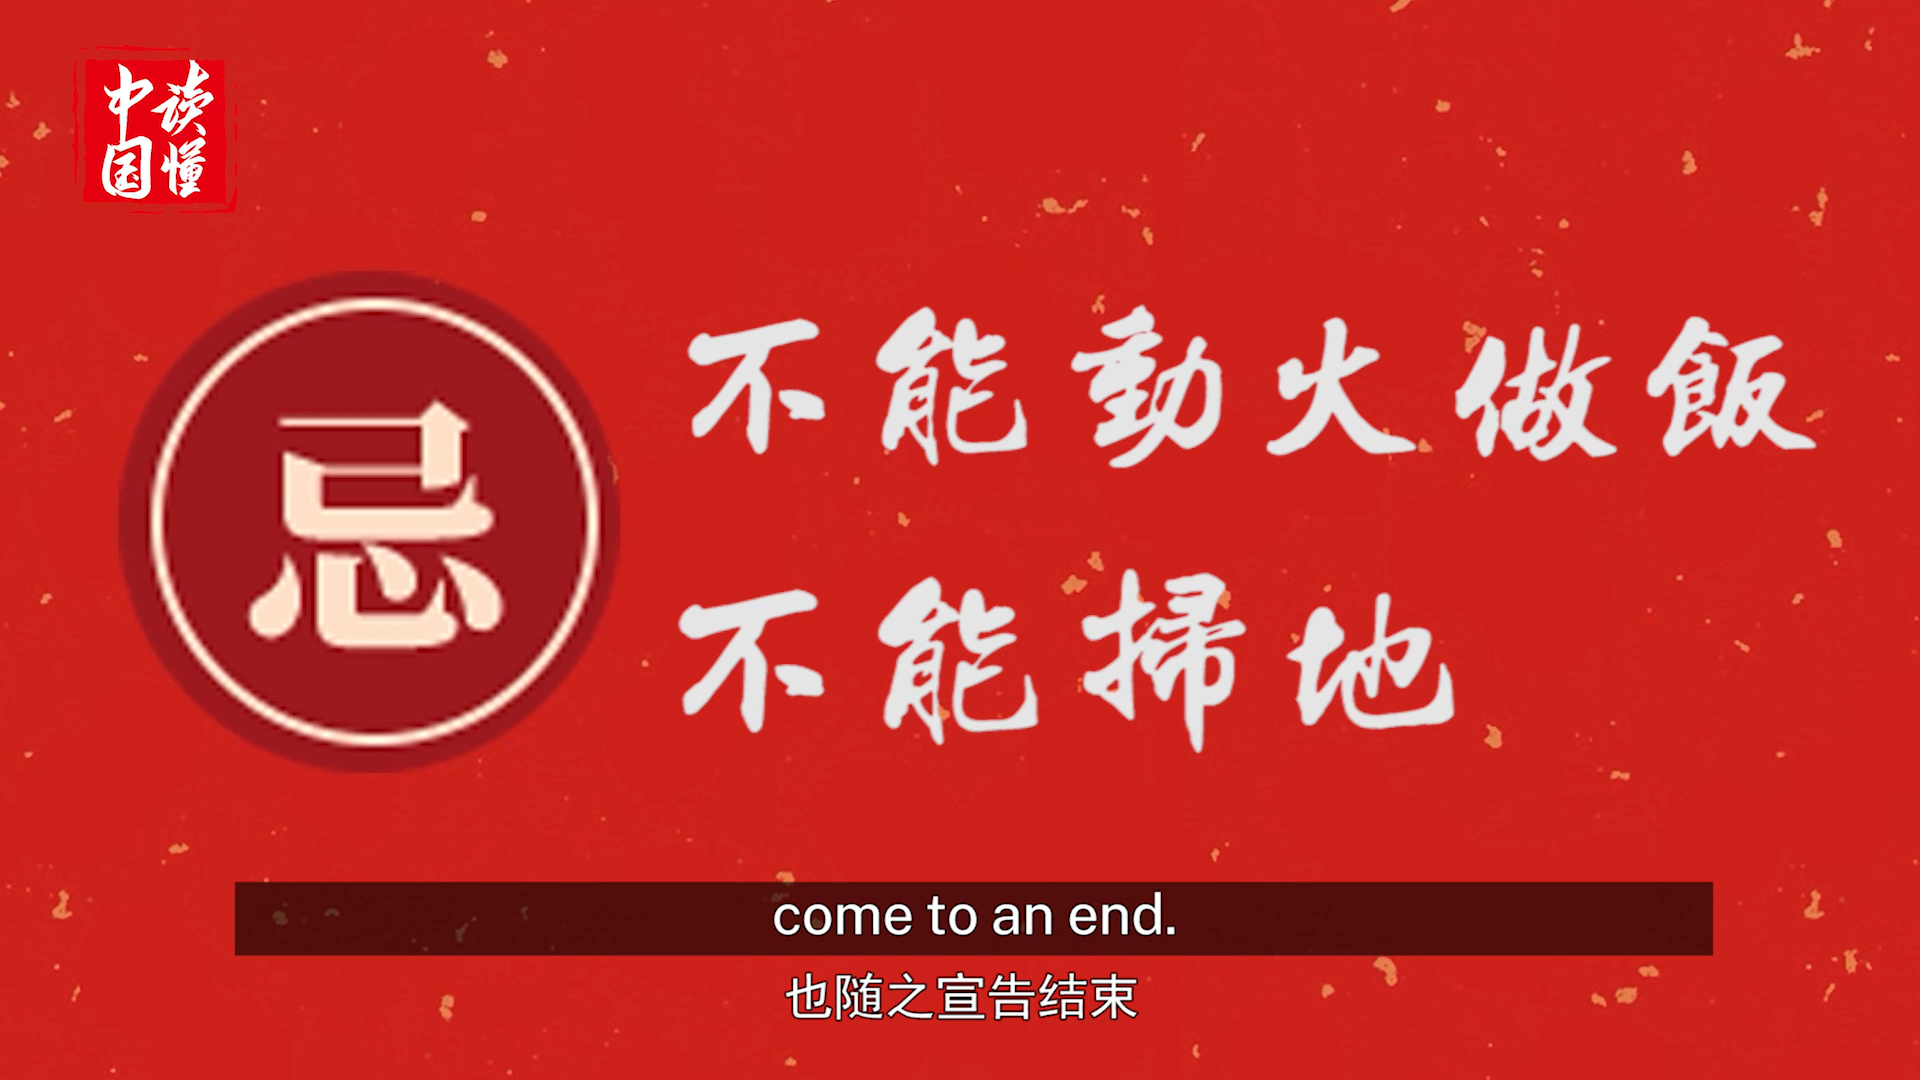 读懂
中国
忌
不能動火做飯
不能掃地
come to an end.
也随之宣告结束